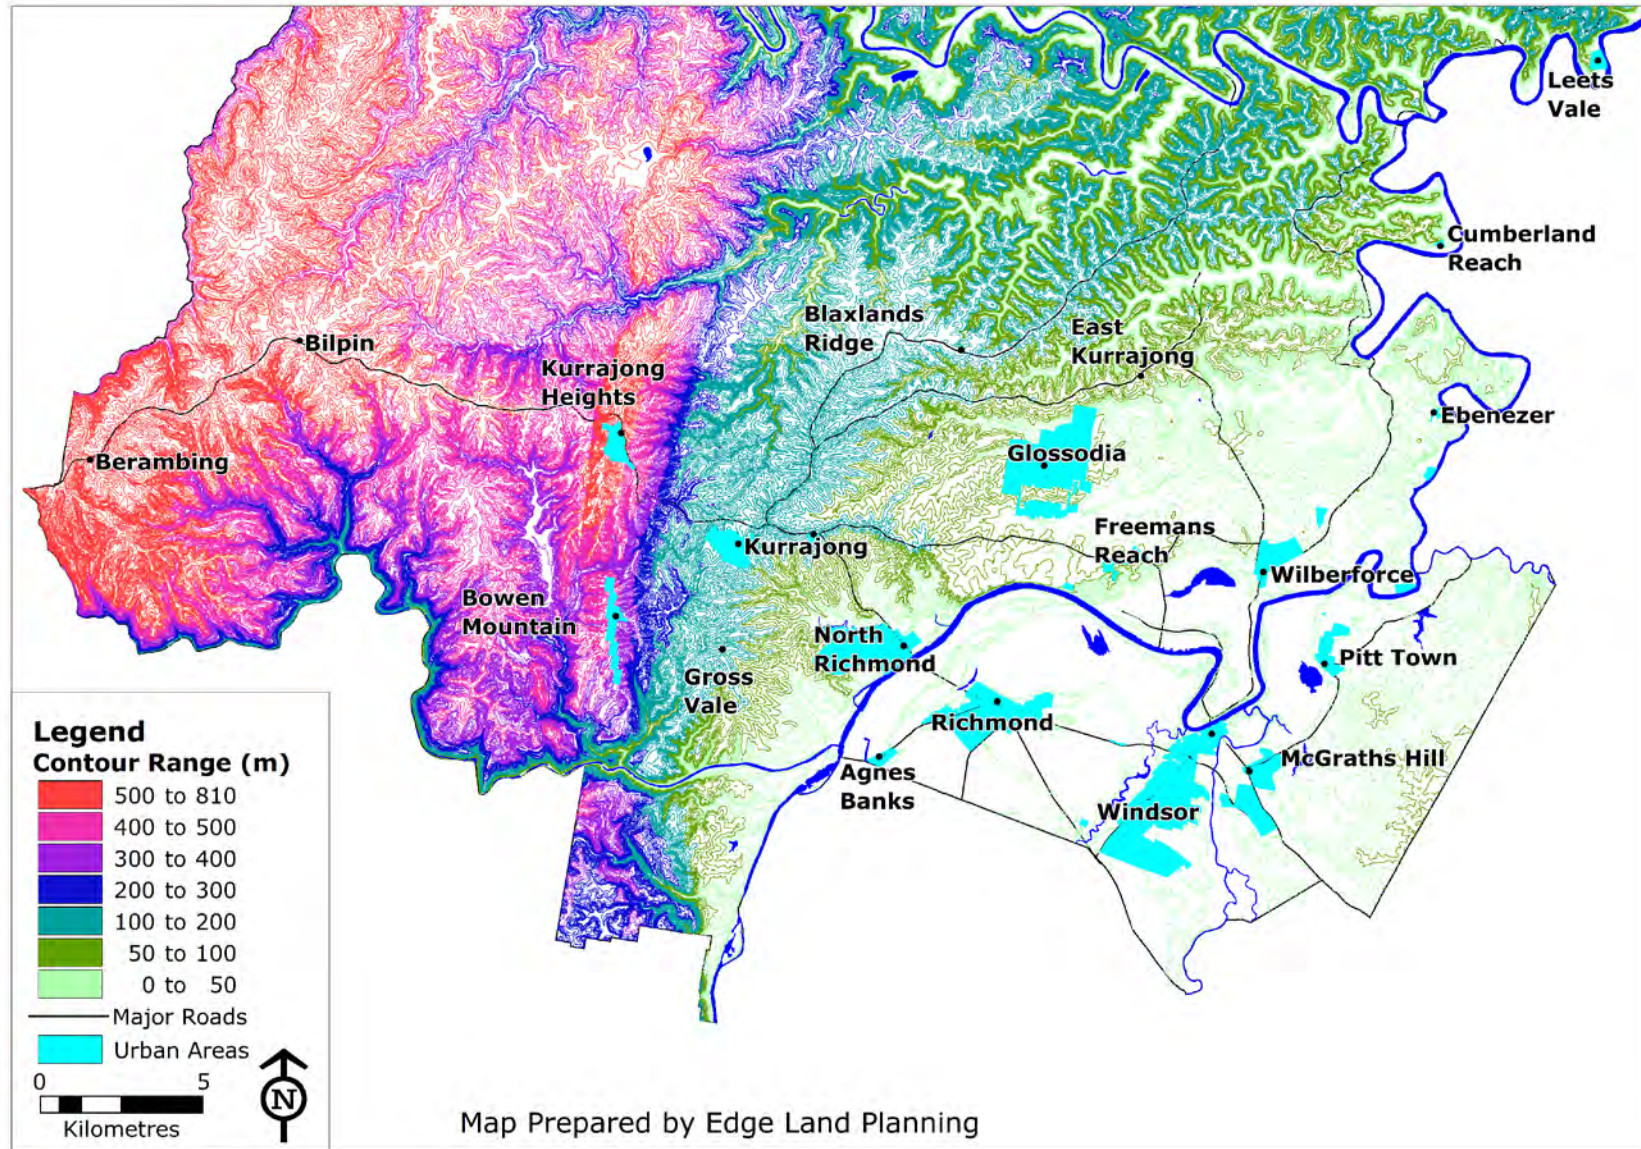 Leets
Vale
Cumberland
Reach
Blaxlands
Ridge
East
Kurrajong
Bilpin
Kurrajong
Heights
Ebenezer
Berambing
Glossodia
Freemans
Reach
Kurrajong
Wilberforce
Bowen
Mountain
North
Richmond
Pitt Town
Gross
Vale
Richmond
McGraths Hill
Agnes
Banks
Windsor
Legend
Contour Range (m)
500 to 810
400 to 500
300 to 400
200 to 300
100 to 200
50 to 100
0 to 50
Major Roads
Urban Areas
0 5
Kilometres
N
Map Prepared by Edge Land Planning